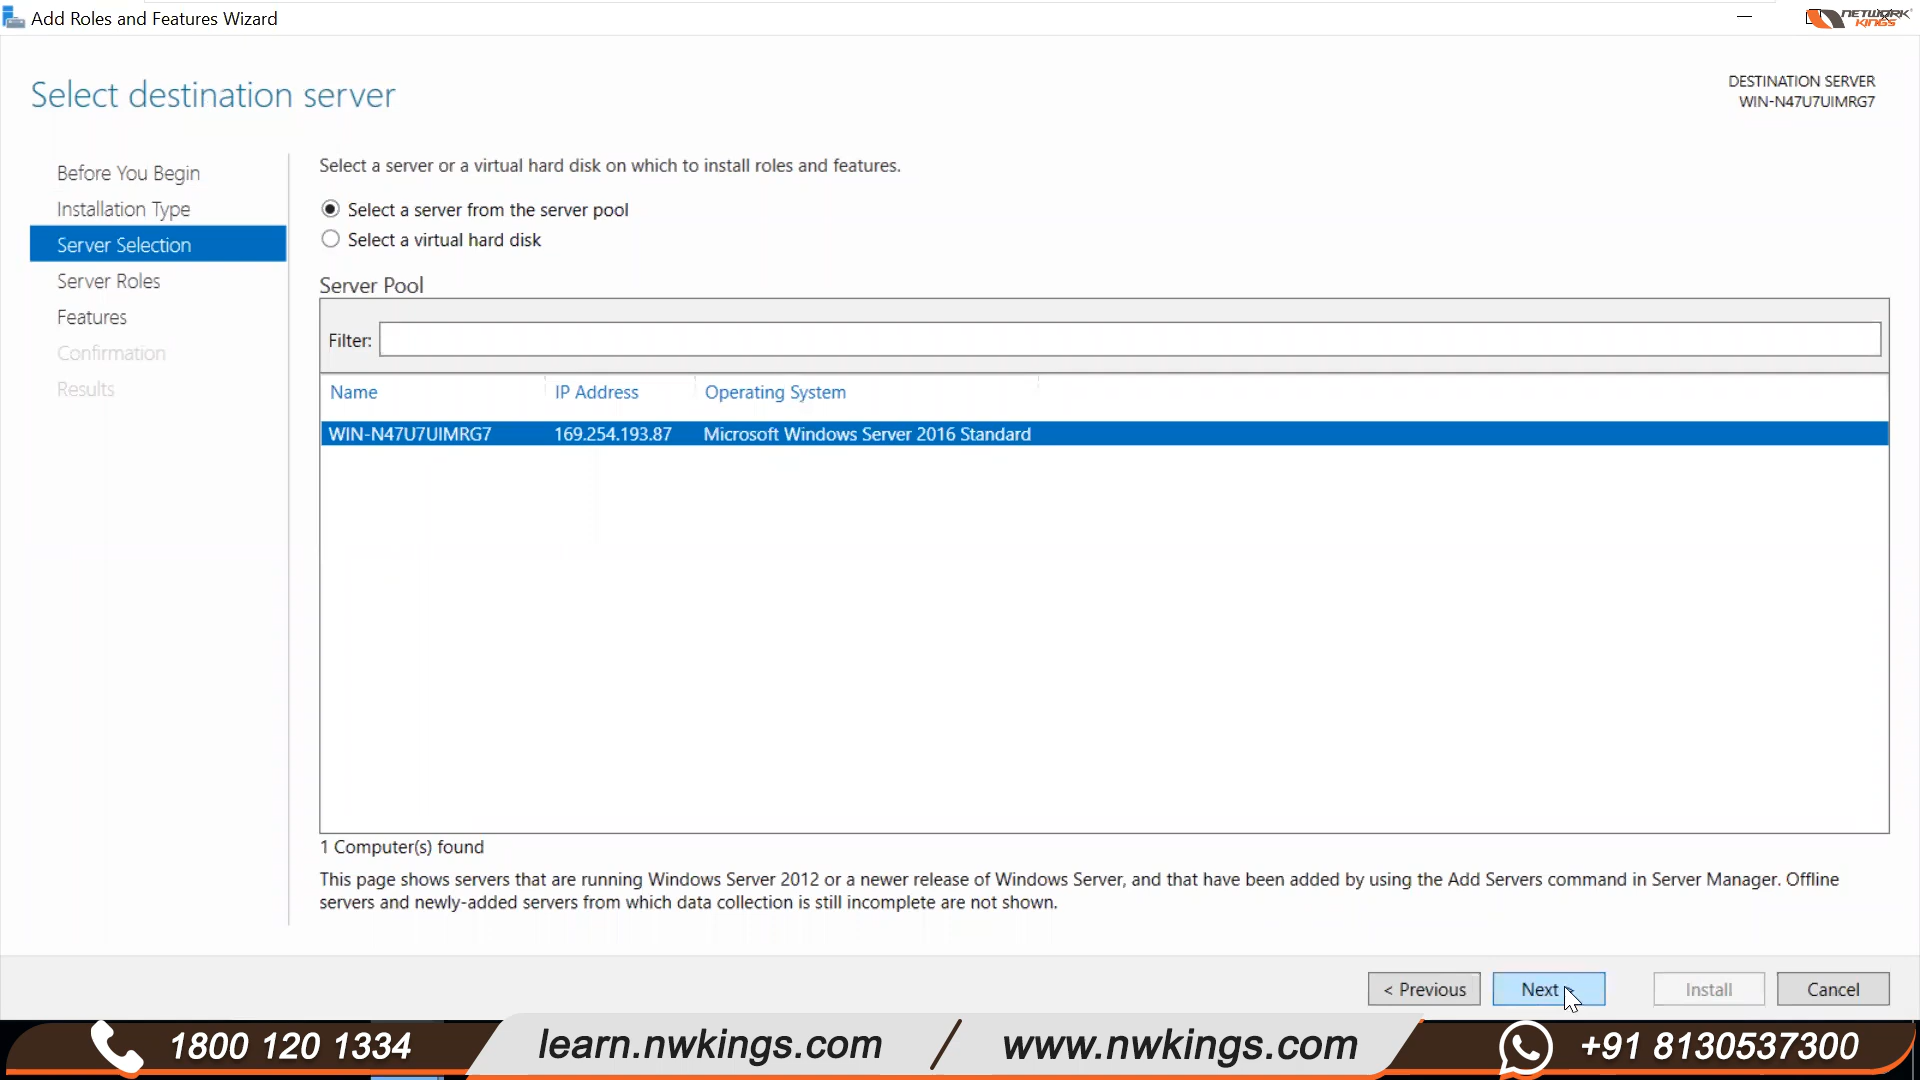 Add Roles and Features Wizard
NETWORK
KINGS
Select destination server
DESTINATION SERVER
WIN-N47U7UIMRG7
Before You Begin
Installation Type
Server Selection
Server Roles
Features
Confirmation
Results
Select a server or a virtual hard disk on which to install roles and features.
Select a server from the server pool
Select a virtual hard disk
Server Pool
Filter:
Name IP Address Operating System
WIN-N47U7UIMRG7 169.254.193.87 Microsoft Windows Server 2016 Standard
1 Computer(s) found
This page shows servers that are running Windows Server 2012 or a newer release of Windows Server, and that have been added by using the Add Servers command in Server Manager. Offline
servers and newly-added servers from which data collection is still incomplete are not shown.
< Previous Next > Install Cancel
1800 120 1334 learn.nwkings.com / www.nwkings.com +91 8130537300